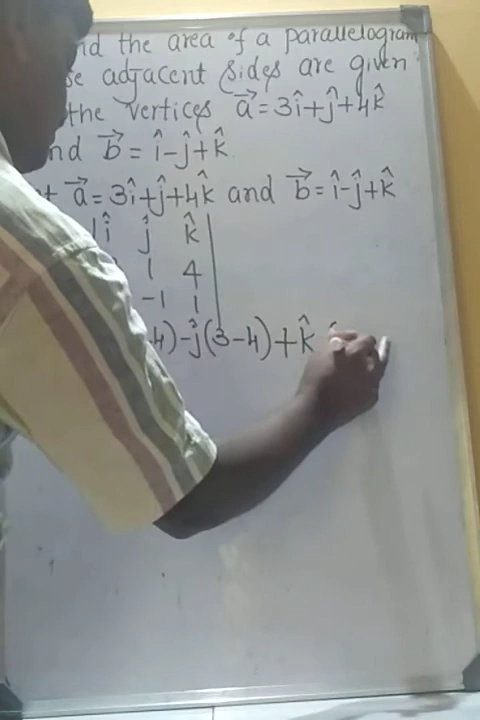 nd the area of a parallelogram
se adjacent sides are given
the vertices a⃗ = 3î+ĵ+4k̂
nd b⃗ = î-ĵ+k̂
t a⃗ = 3î+ĵ+4k̂ and b⃗ = î-ĵ+k̂
|î ĵ k̂|
1 4
-1 1
4)-ĵ(3-4)+k̂